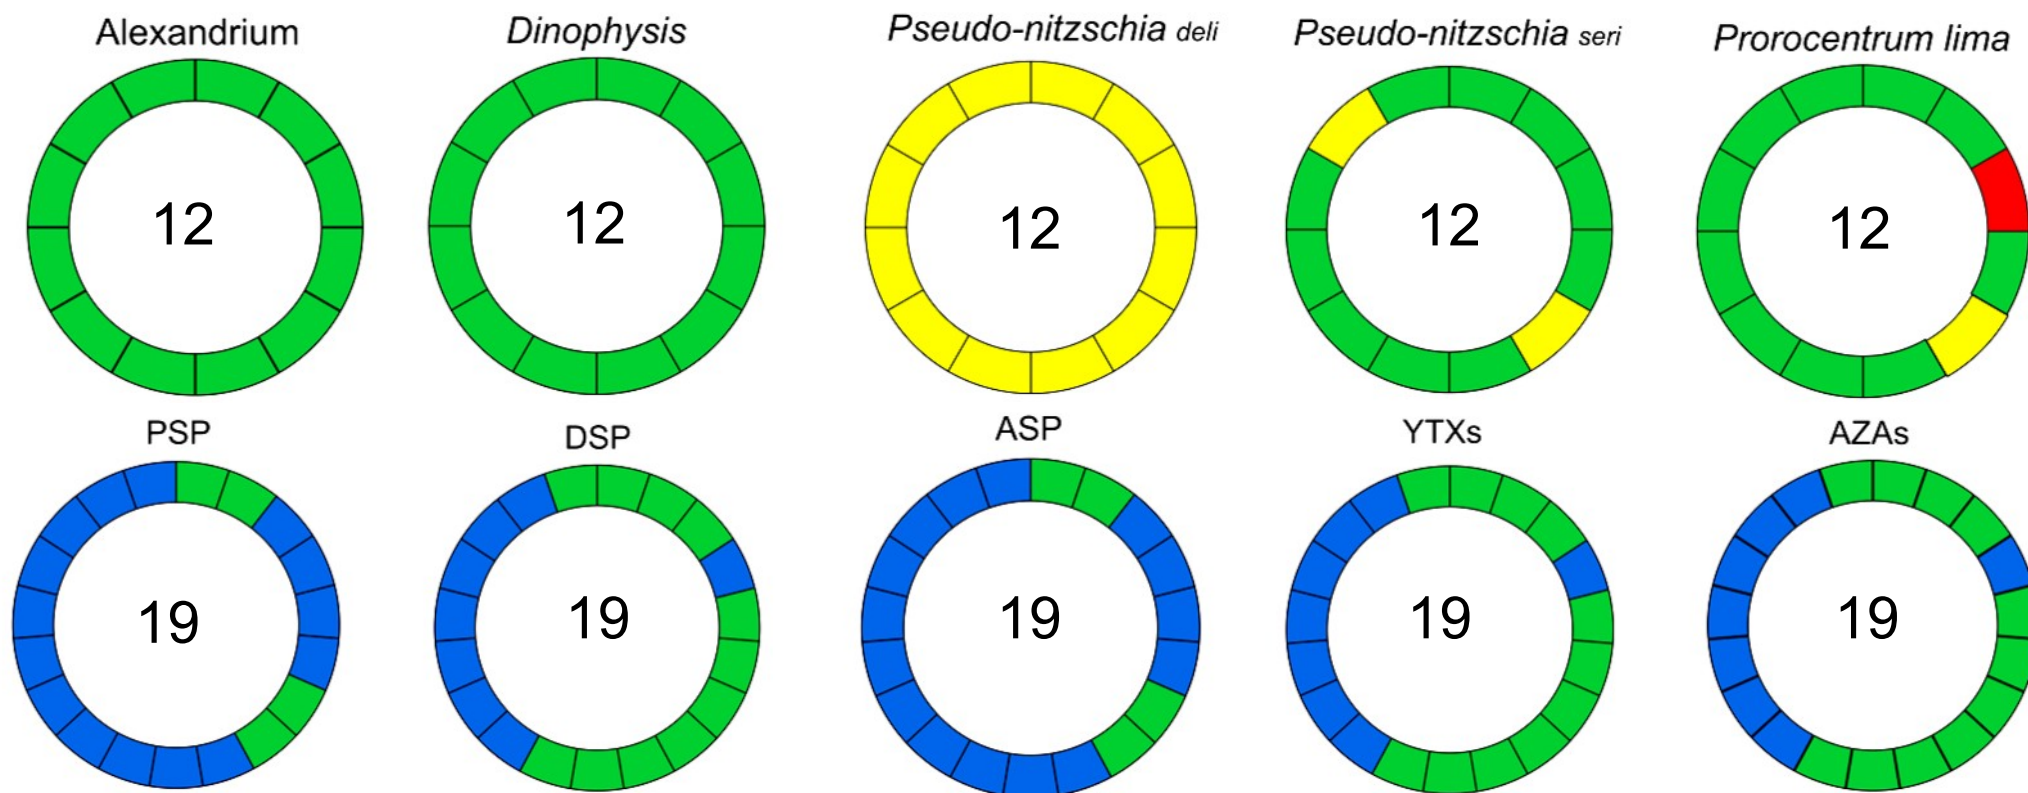 Alexandrium
Dinophysis
Pseudo-nitzschia deli
Pseudo-nitzschia seri
Prorocentrum lima
12
12
12
12
12
PSP
DSP
ASP
YTXs
AZAs
19
19
19
19
19